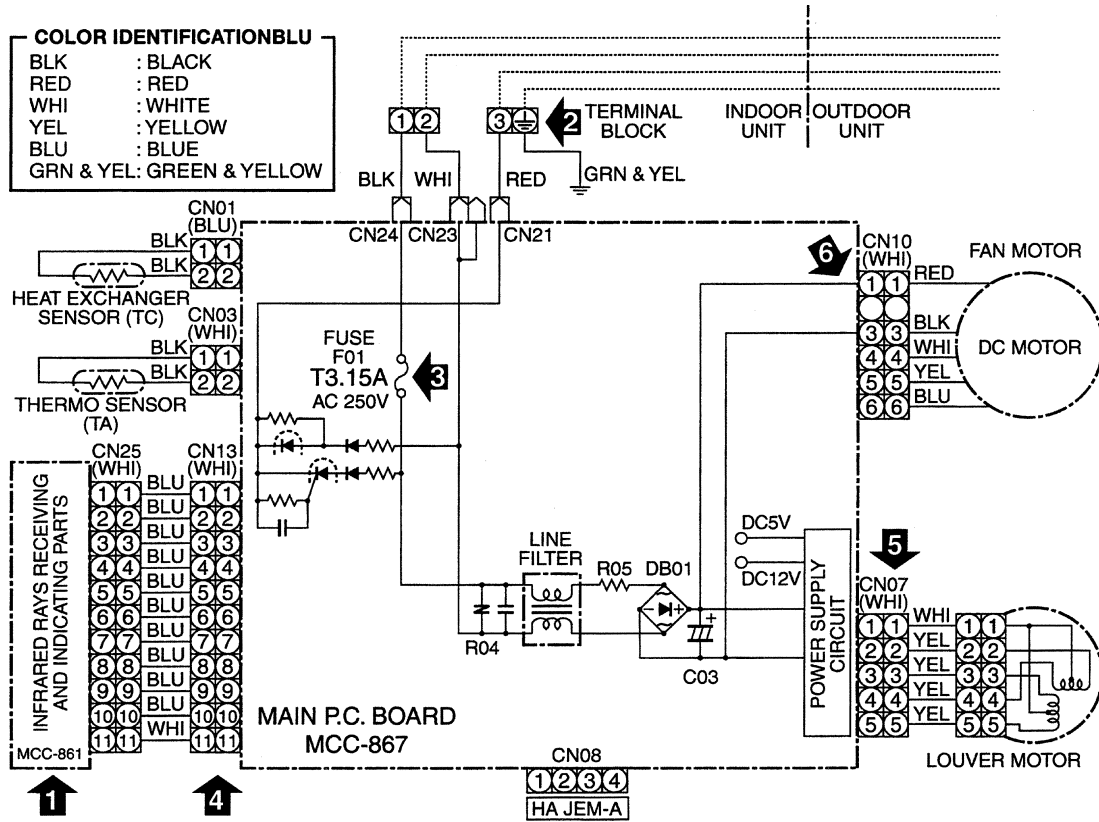 COLOR IDENTIFICATIONBLU
BLK : BLACK
RED : RED
WHI : WHITE
YEL : YELLOW
BLU : BLUE
GRN & YEL: GREEN & YELLOW
1 2 3
2
TERMINAL
BLOCK
INDOOR
UNIT
OUTDOOR
UNIT
GRN & YEL
BLK WHI RED
CN24 CN23 CN21
CN01
(BLU)
BLK 1 1
BLK 2 2
HEAT EXCHANGER
SENSOR (TC)
CN03
(WHI)
BLK 1 1
BLK 2 2
THERMO SENSOR
(TA)
FUSE
F01
T3.15A
AC 250V
3
6
CN10
(WHI)
FAN MOTOR
1 1 RED
3 3 BLK
4 4 WHI
5 5 YEL
6 6 BLU
DC MOTOR
CN25
(WHI)
CN13
(WHI)
INFRARED RAYS RECEIVING
AND INDICATING PARTS
MCC-861
1 1 BLU 1 1
2 2 BLU 2 2
3 3 BLU 3 3
4 4 BLU 4 4
5 5 BLU 5 5
6 6 BLU 6 6
7 7 BLU 7 7
8 8 BLU 8 8
9 9 BLU 9 9
10 10 BLU 10 10
11 11 WHI 11 11
1
4
LINE
FILTER
R05 DB01
R04
C03
DC5V
DC12V
POWER SUPPLY
CIRCUIT
5
CN07
(WHI)
1 1 WHI 1 1
2 2 YEL 2 2
3 3 YEL 3 3
4 4 YEL 4 4
5 5 YEL 5 5
LOUVER MOTOR
MAIN P.C. BOARD
MCC-867
CN08
1 2 3 4
HA JEM-A